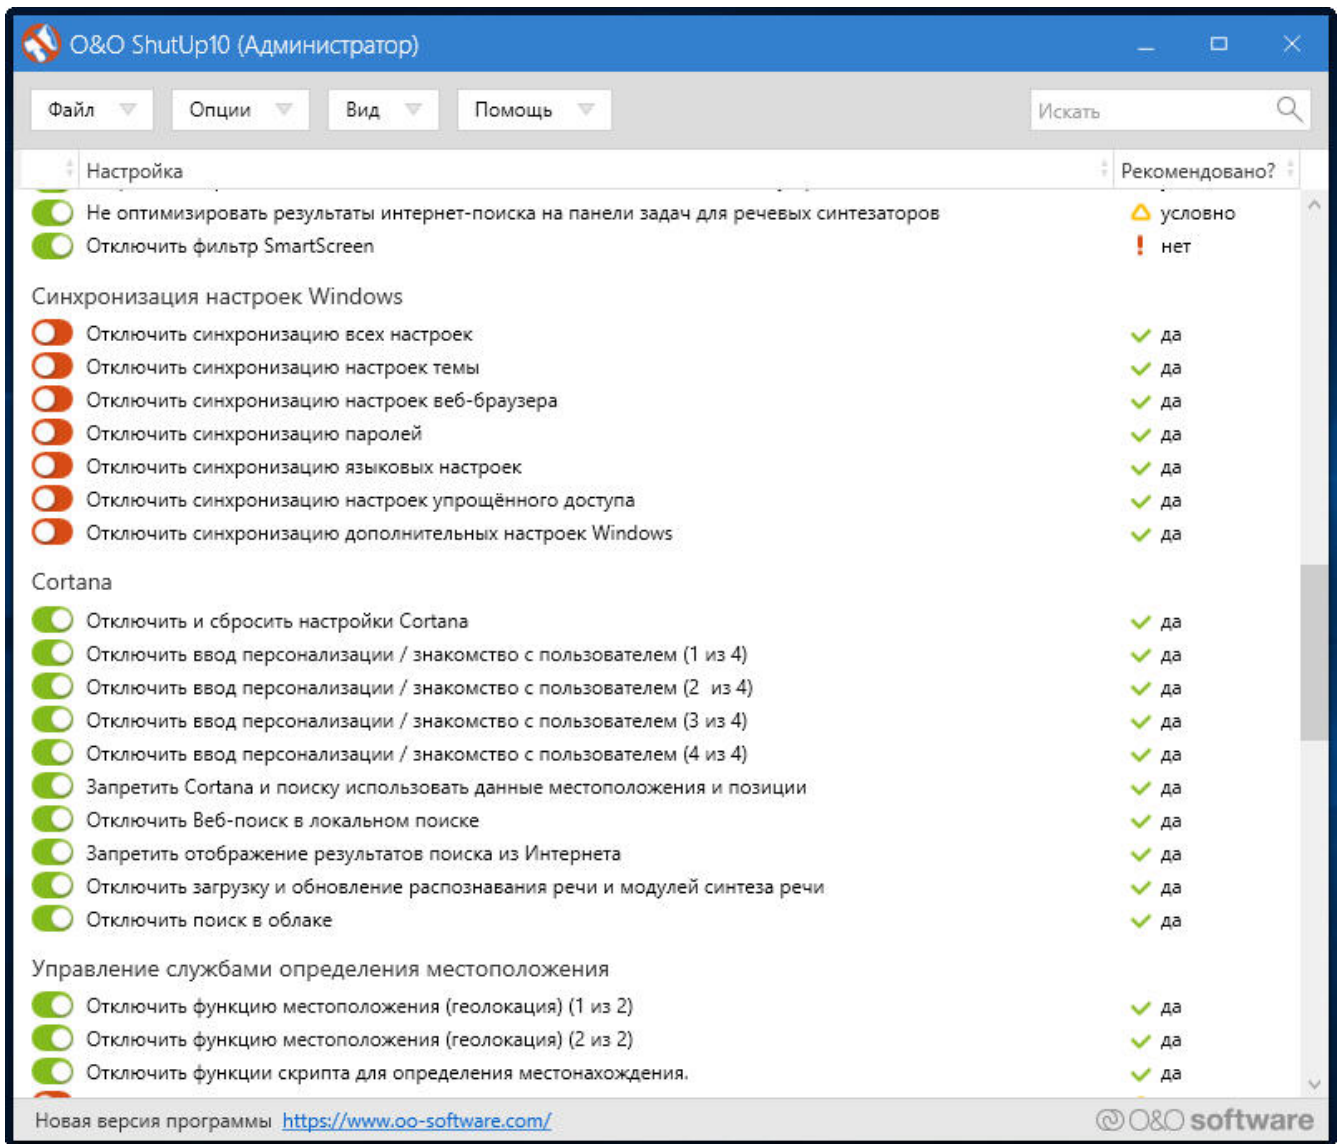 O&O ShutUp10 (Администратор)
Файл Опции Вид Помощь Искать
Настройка Рекомендовано?
Не оптимизировать результаты интернет-поиска на панели задач для речевых синтезаторов условно
Отключить фильтр SmartScreen нет
Синхронизация настроек Windows
Отключить синхронизацию всех настроек да
Отключить синхронизацию настроек темы да
Отключить синхронизацию настроек веб-браузера да
Отключить синхронизацию паролей да
Отключить синхронизацию языковых настроек да
Отключить синхронизацию настроек упрощённого доступа да
Отключить синхронизацию дополнительных настроек Windows да
Cortana
Отключить и сбросить настройки Cortana да
Отключить ввод персонализации / знакомство с пользователем (1 из 4) да
Отключить ввод персонализации / знакомство с пользователем (2 из 4) да
Отключить ввод персонализации / знакомство с пользователем (3 из 4) да
Отключить ввод персонализации / знакомство с пользователем (4 из 4) да
Запретить Cortana и поиску использовать данные местоположения и позиции да
Отключить Веб-поиск в локальном поиске да
Запретить отображение результатов поиска из Интернета да
Отключить загрузку и обновление распознавания речи и модулей синтеза речи да
Отключить поиск в облаке да
Управление службами определения местоположения
Отключить функцию местоположения (геолокация) (1 из 2) да
Отключить функцию местоположения (геолокация) (2 из 2) да
Отключить функции скрипта для определения местонахождения. да
Новая версия программы https://www.oo-software.com/ O&O software